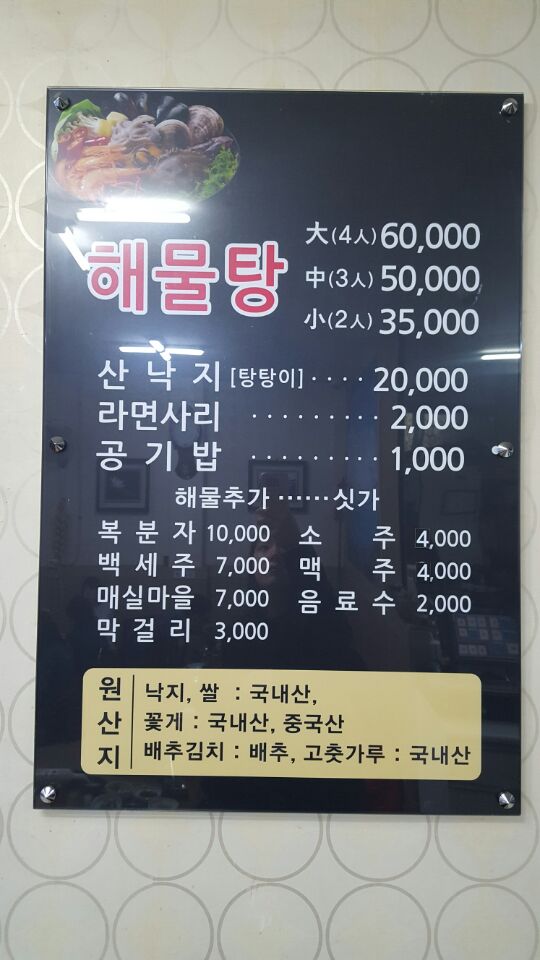 해물탕
大(4人) 60,000
中(3人) 50,000
小(2人) 35,000
산 낙 지 [탕탕이] ···· 20,000
라면사리 ········· 2,000
공 기 밥 ········· 1,000
해물추가 ······ 싯가
복 분 자 10,000 소 주 4,000
백 세 주 7,000 맥 주 4,000
매실마을 7,000 음 료 수 2,000
막 걸 리 3,000
원산지
낙지, 쌀 : 국내산,
꽃게 : 국내산, 중국산
배추김치 : 배추, 고춧가루 : 국내산